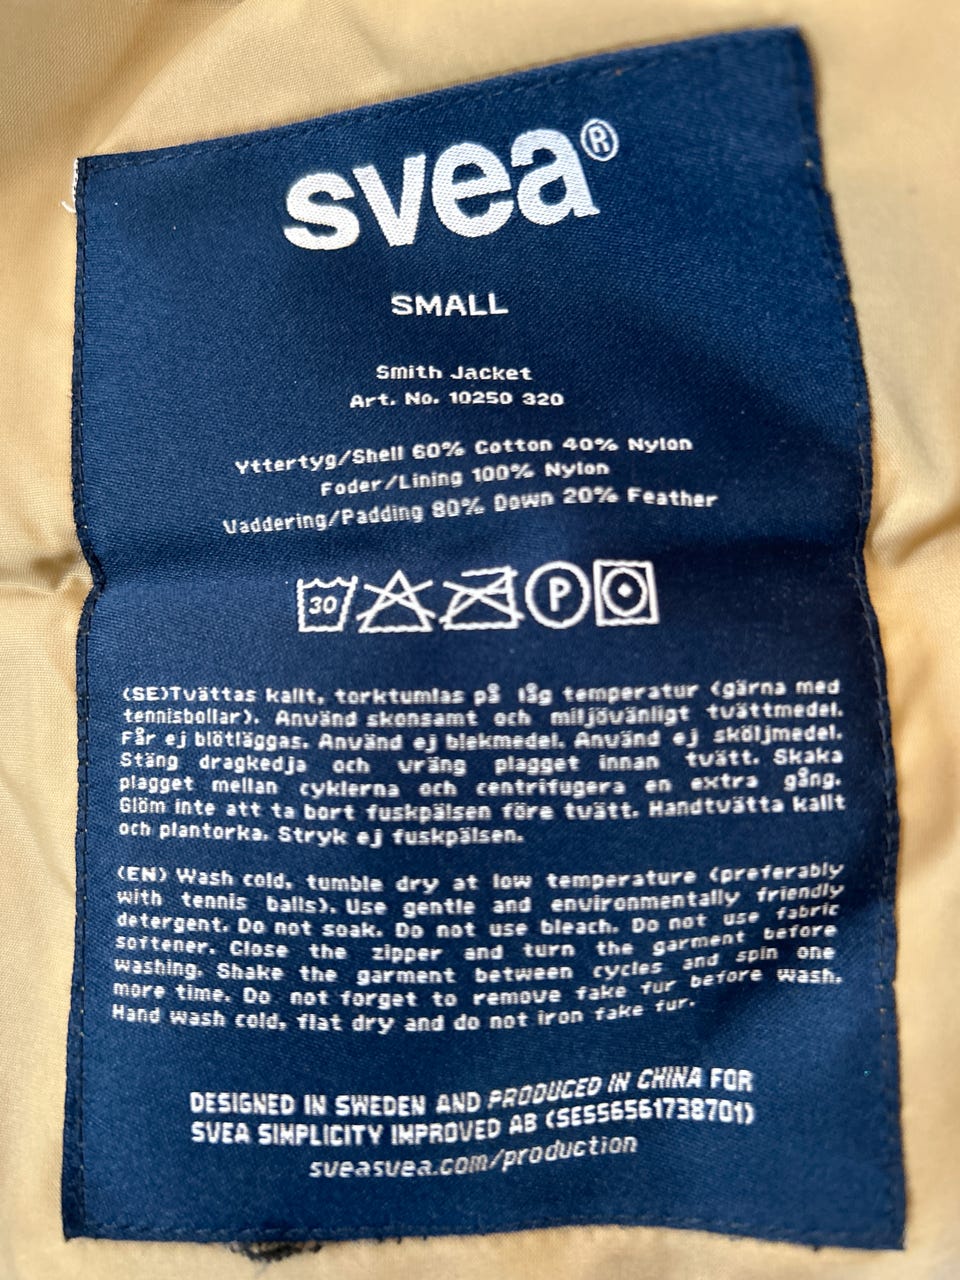 svea®
SMALL
Smith Jacket
Art. No. 10250 320
Yttertyg/Shell 60% Cotton 40% Nylon
Foder/Lining 100% Nylon
Vaddering/Padding 80% Down 20% Feather
30 P
(SE)Tvättas kallt, torktumlas på låg temperatur (gärna med
tennisbollar). Använd skonsamt och miljövänligt tvättmedel.
Får ej blötläggas. Använd ej blekmedel. Använd ej sköljmedel.
Stäng dragkedja och vräng plagget innan tvätt. Skaka
plagget mellan cyklerna och centrifugera en extra gång.
Glöm inte att ta bort fuskpälsen före tvätt. Handtvätta kallt
och plantorka. Stryk ej fuskpälsen.
(EN) Wash cold, tumble dry at low temperature (preferably
with tennis balls). Use gentle and environmentally friendly
detergent. Do not soak. Do not use bleach. Do not use fabric
softener. Close the zipper and turn the garment before
washing. Shake the garment between cycles and spin one
more time. Do not forget to remove fake fur before wash.
Hand wash cold, flat dry and do not iron fake fur.
DESIGNED IN SWEDEN AND PRODUCED IN CHINA FOR
SVEA SIMPLICITY IMPROVED AB (SE556561738701)
sveasvea.com/production